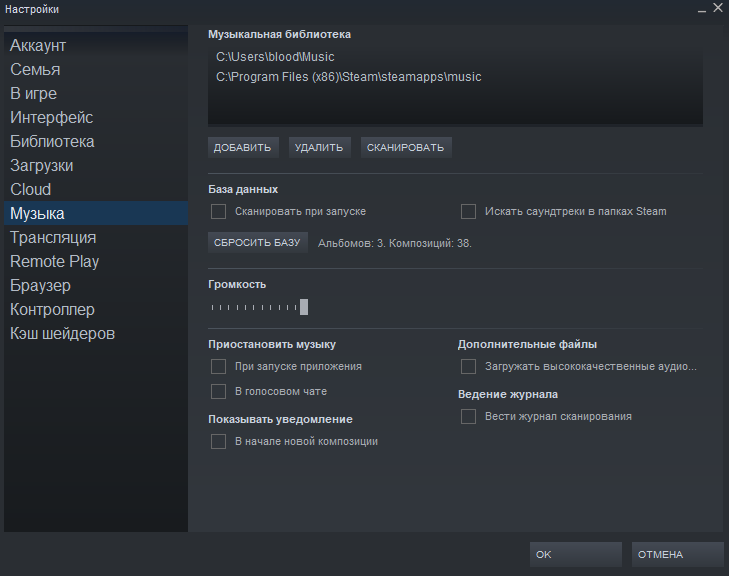 Настройки
Аккаунт
Семья
В игре
Интерфейс
Библиотека
Загрузки
Cloud
Музыка
Трансляция
Remote Play
Браузер
Контроллер
Кэш шейдеров
Музыкальная библиотека
C:\Users\blood\Music
C:\Program Files (x86)\Steam\steamapps\music
ДОБАВИТЬ УДАЛИТЬ СКАНИРОВАТЬ
База данных
Сканировать при запуске Искать саундтреки в папках Steam
СБРОСИТЬ БАЗУ Альбомов: 3. Композиций: 38.
Громкость
Приостановить музыку
При запуске приложения
В голосовом чате
Показывать уведомление
В начале новой композиции
Дополнительные файлы
Загружать высококачественные аудио...
Ведение журнала
Вести журнал сканирования
OK ОТМЕНА